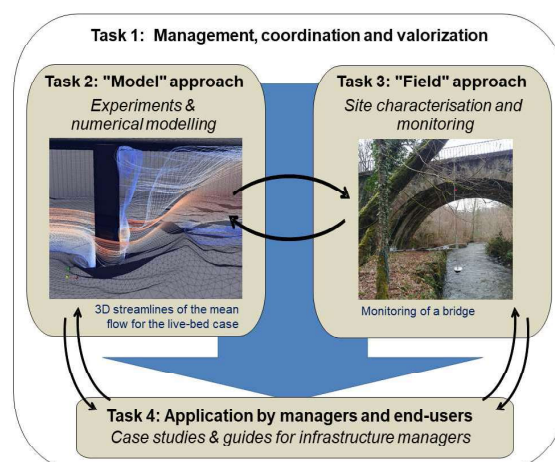 Task 1: Management, coordination and valorization
Task 2: "Model" approach
Experiments &
numerical modelling
3D streamlines of the mean
flow for the live-bed case
Task 3: "Field" approach
Site characterisation and
monitoring
Monitoring of a bridge
Task 4: Application by managers and end-users
Case studies & guides for infrastructure managers